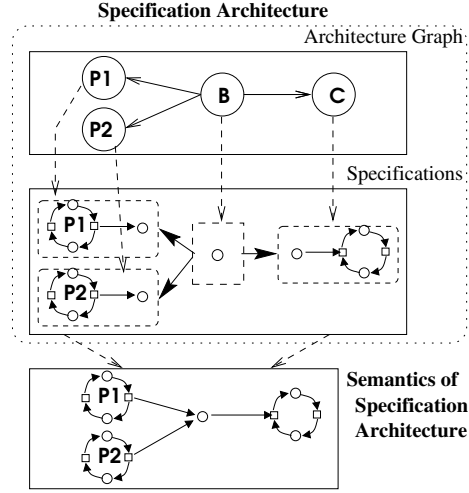 Specification Architecture
Architecture Graph
P1
B
C
P2
Specifications
P1
P2
P1
P2
Semantics of
Specification
Architecture